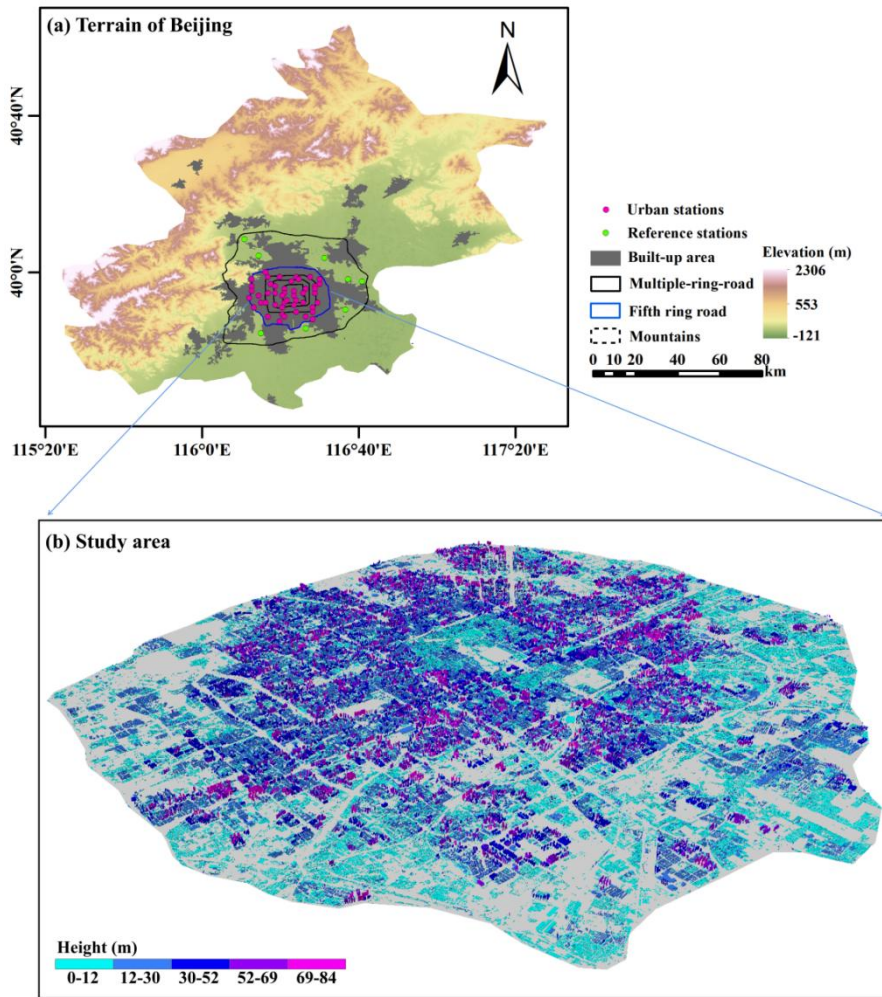 (a) Terrain of Beijing
N
40°40'N
40°0'N
115°20'E 116°0'E 116°40'E 117°20'E
Urban stations
Reference stations
Built-up area
Multiple-ring-road
Fifth ring road
Mountains
Elevation (m)
2306
553
-121
0 10 20 40 60 80
km
(b) Study area
Height (m)
0-12 12-30 30-52 52-69 69-84